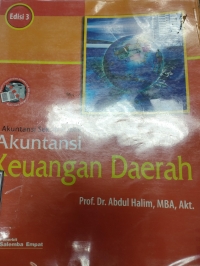 Edisi 3
Akuntansi
Akuntansi
Keuangan Daerah
Prof. Dr. Abdul Halim, MBA, Akt.
Salemba Empat